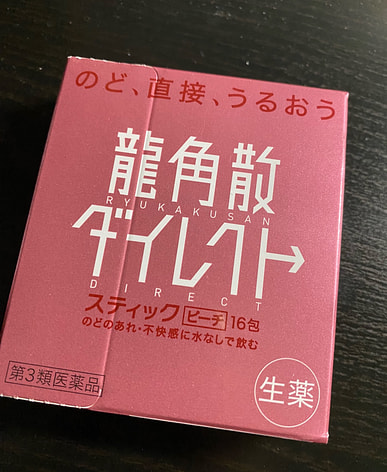 のど、直接、うるおう
龍角散
RYUKAKUSAN
ダイレクト
DIRECT
スティック ピーチ 16包
のどのあれ・不快感に水なしで飲む
第3類医薬品
生薬